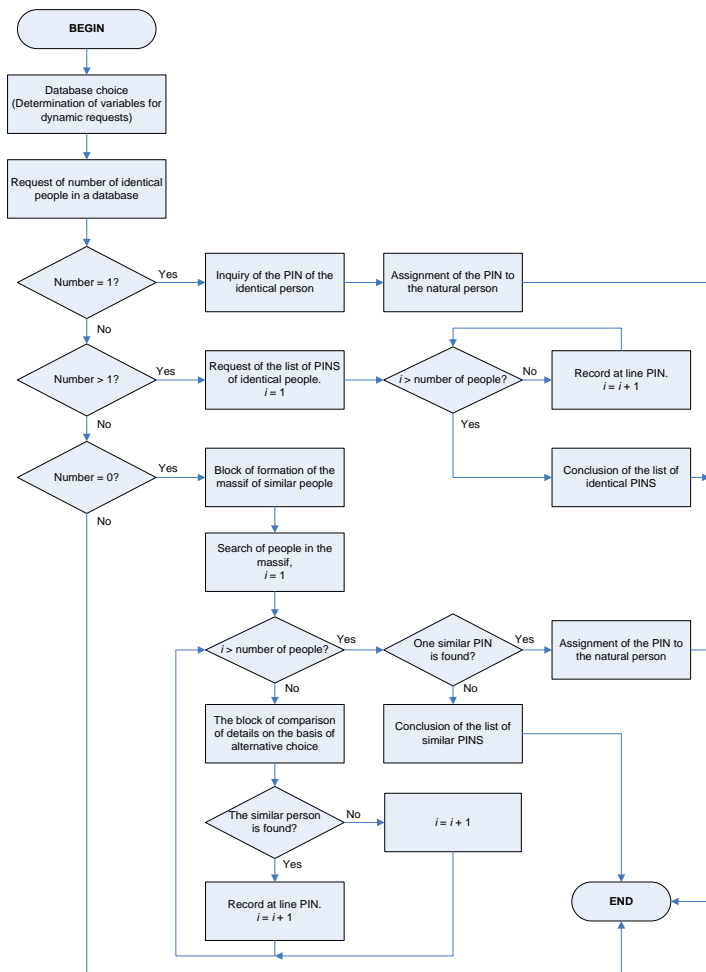 BEGIN
Database choice
(Determination of variables for
dynamic requests)
Request of number of identical
people in a database
Number = 1?
Yes
Inquiry of the PIN of the
identical person
Assignment of the PIN to
the natural person
No
Number > 1?
Yes
Request of the list of PINS
of identical people.
i = 1
i > number of people?
No
Record at line PIN.
i = i + 1
No
Yes
Number = 0?
Yes
Block of formation of the
massif of similar people
Conclusion of the list of
identical PINS
No
Search of people in the
massif,
i = 1
i > number of people?
Yes
One similar PIN
is found?
Yes
Assignment of the PIN to
the natural person
No
No
The block of comparison
of details on the basis of
alternative choice
Conclusion of the list of
similar PINS
The similar person
is found?
No
i = i + 1
Yes
Record at line PIN.
i = i + 1
END